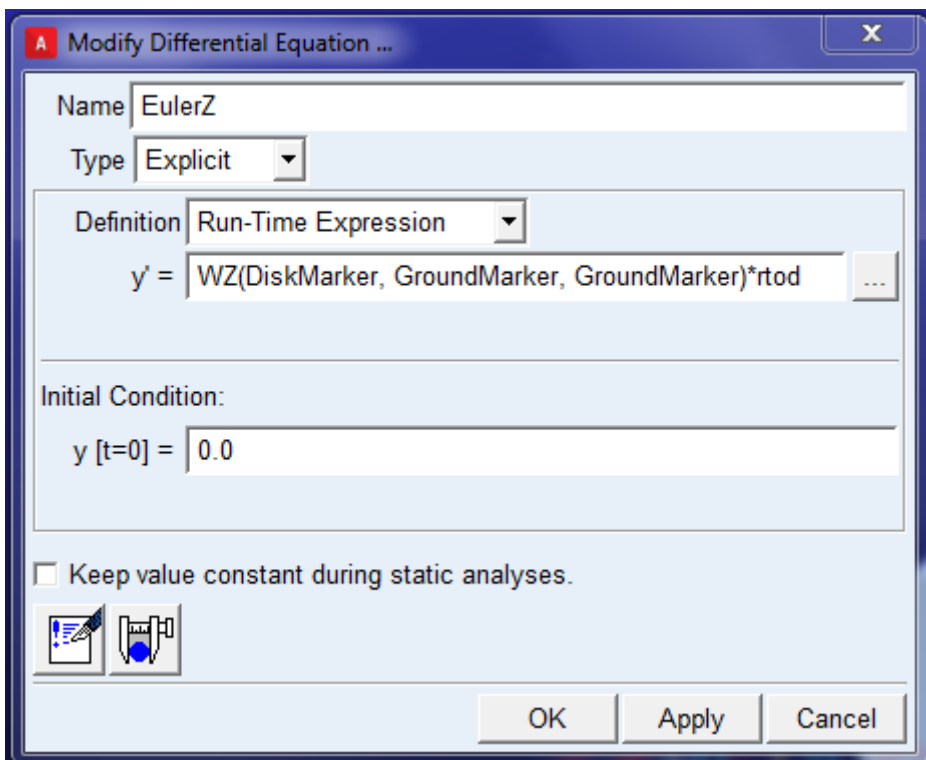 A Modify Differential Equation ... x
Name EulerZ
Type Explicit
Definition Run-Time Expression
y' = WZ(DiskMarker, GroundMarker, GroundMarker)*rtod ...
Initial Condition:
y [t=0] = 0.0
Keep value constant during static analyses.
OK Apply Cancel